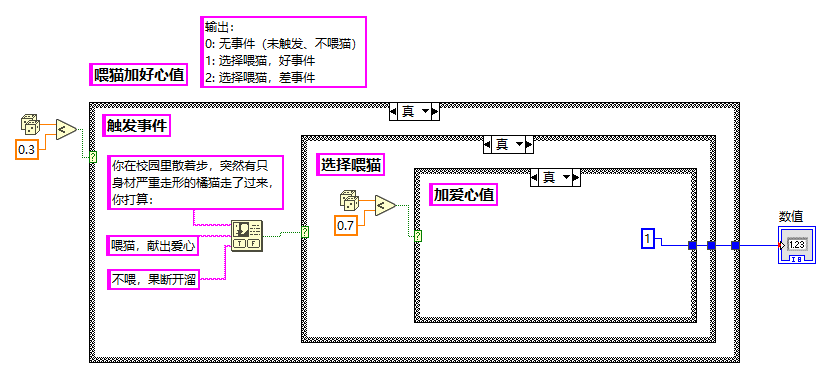 输出：
0: 无事件（未触发、不喂猫）
1: 选择喂猫，好事件
2: 选择喂猫，差事件
喂猫加好心值
真
触发事件
0.3
真
你在校园里散着步，突然有只
身材严重走形的橘猫走了过来，
你打算：
选择喂猫
真
加爱心值
0.7
喂猫，献出爱心
T F
不喂，果断开溜
1
数值
1.23
I 8